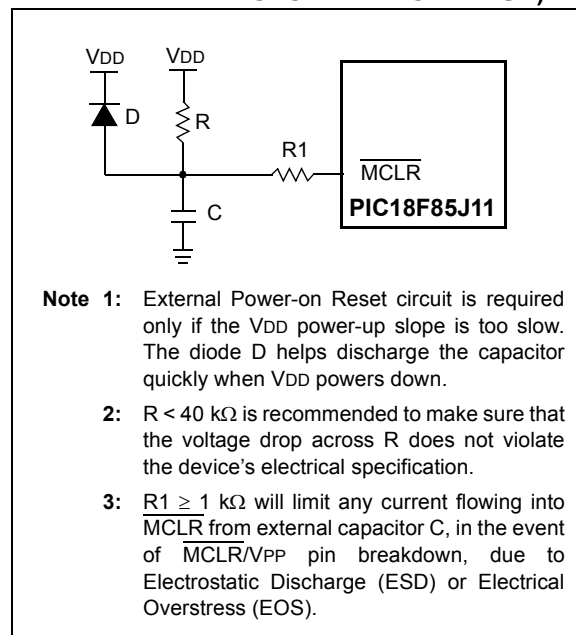 VDD VDD
D
R
R1
MCLR
PIC18F85J11
C
Note 1: External Power-on Reset circuit is required
only if the VDD power-up slope is too slow.
The diode D helps discharge the capacitor
quickly when VDD powers down.
2: R < 40 kΩ is recommended to make sure that
the voltage drop across R does not violate
the device's electrical specification.
3: R1 ≥ 1 kΩ will limit any current flowing into
MCLR from external capacitor C, in the event
of MCLR/VPP pin breakdown, due to
Electrostatic Discharge (ESD) or Electrical
Overstress (EOS).